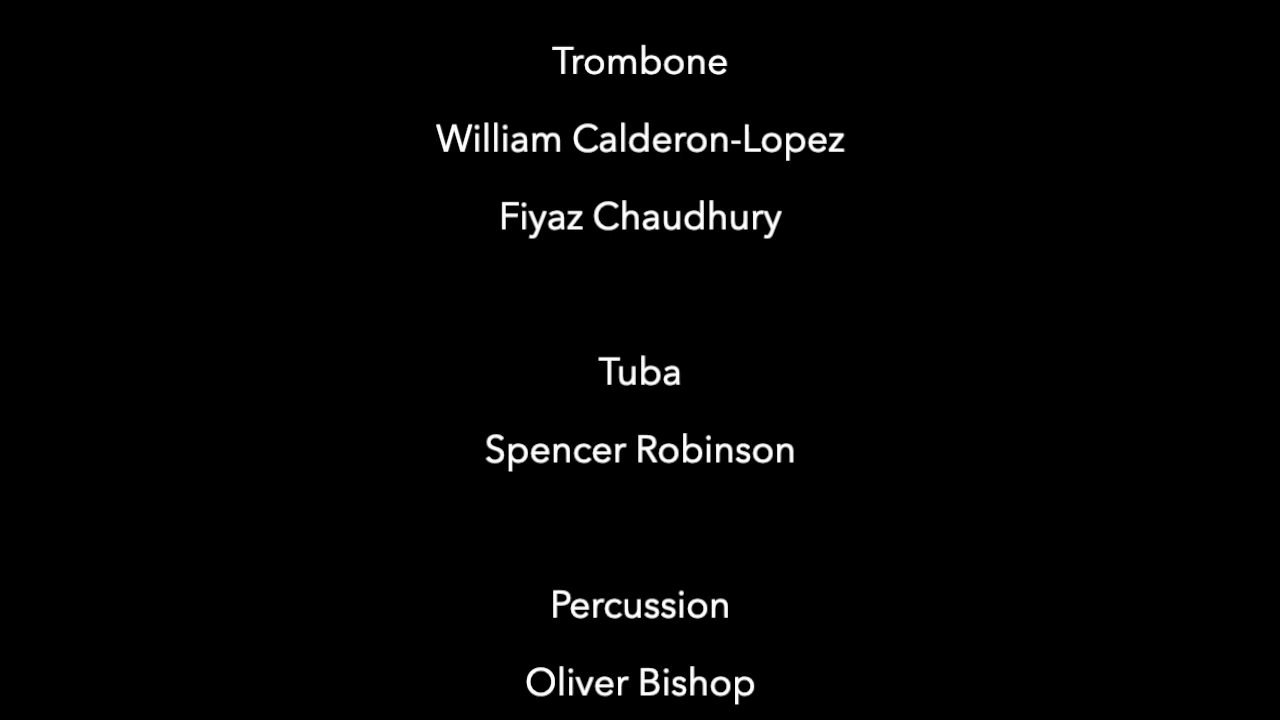 Trombone
William Calderon-Lopez
Fiyaz Chaudhury
Tuba
Spencer Robinson
Percussion
Oliver Bishop